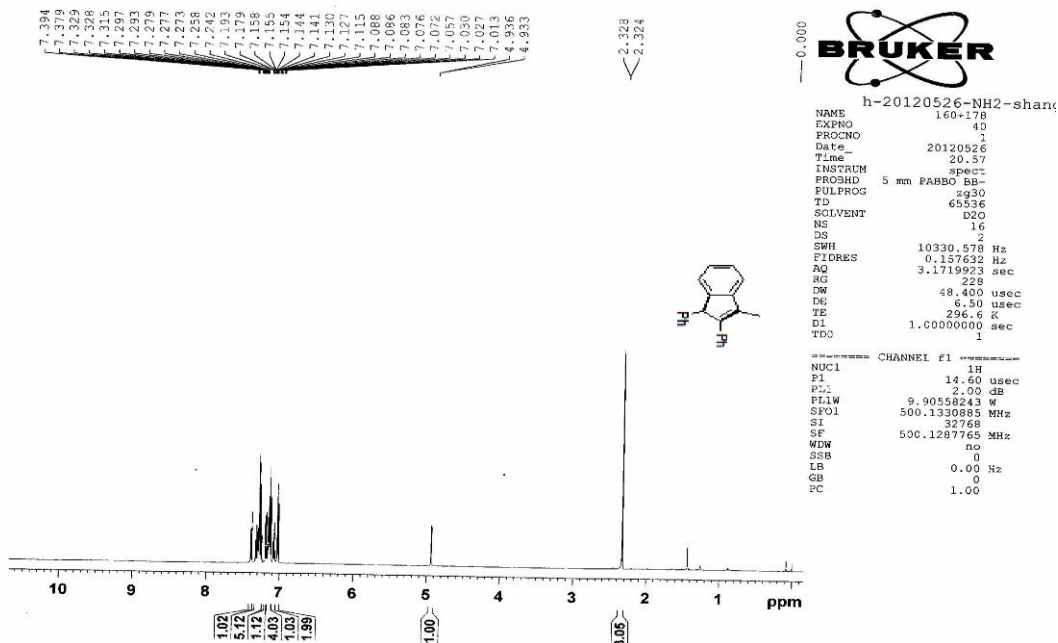 7.394
7.379
7.329
7.328
7.315
7.297
7.293
7.279
7.277
7.273
7.258
7.242
7.193
7.179
7.158
7.155
7.154
7.144
7.141
7.130
7.127
7.115
7.088
7.086
7.083
7.076
7.072
7.057
7.030
7.027
7.013
4.936
4.933
2.328
2.324
0.000
BRUKER
h-20120526-NH2-shang
NAME 160+178
EXPNO 40
PROCNO 1
Date_ 20120526
Time 20.57
INSTRUM spect
PROBHD 5 mm PABBO BB-
PULPROG zg30
TD 65536
SOLVENT D2O
NS 16
DS 2
SWH 10330.578 Hz
FIDRES 0.157632 Hz
AQ 3.1719923 sec
RG 228
DW 48.400 usec
DE 6.50 usec
TE 296.6 K
D1 1.00000000 sec
TD0 1
======== CHANNEL f1 ========
NUC1 1H
P1 14.60 usec
PL1 2.00 dB
PL1W 9.90558243 W
SFO1 500.1330885 MHz
SI 32768
SF 500.1287765 MHz
WDW no
SSB 0
LB 0.00 Hz
GB 0
PC 1.00
Ph
Ph
10 9 8 7 6 5 4 3 2 1 ppm
1.02
5.12
1.12
4.03
1.03
1.99
1.00
3.05